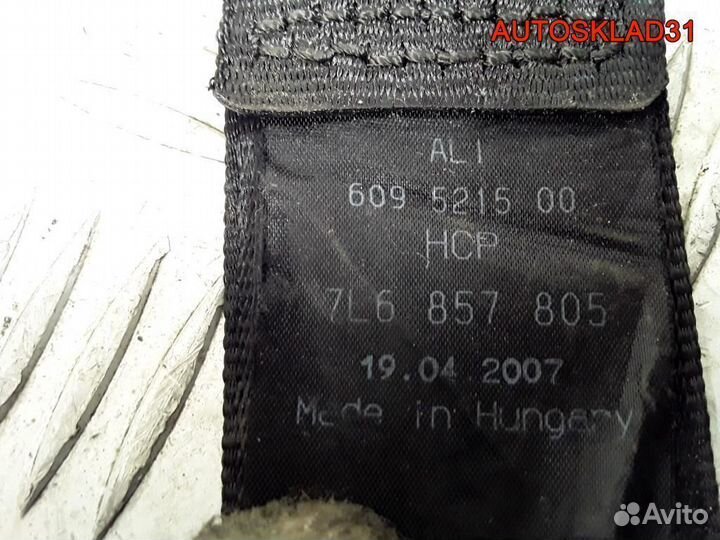 AUTOSKLAD31
AL1
609 5215 00
HCP
7L6 857 805
19.04 2007
Made in Hungary
Avito